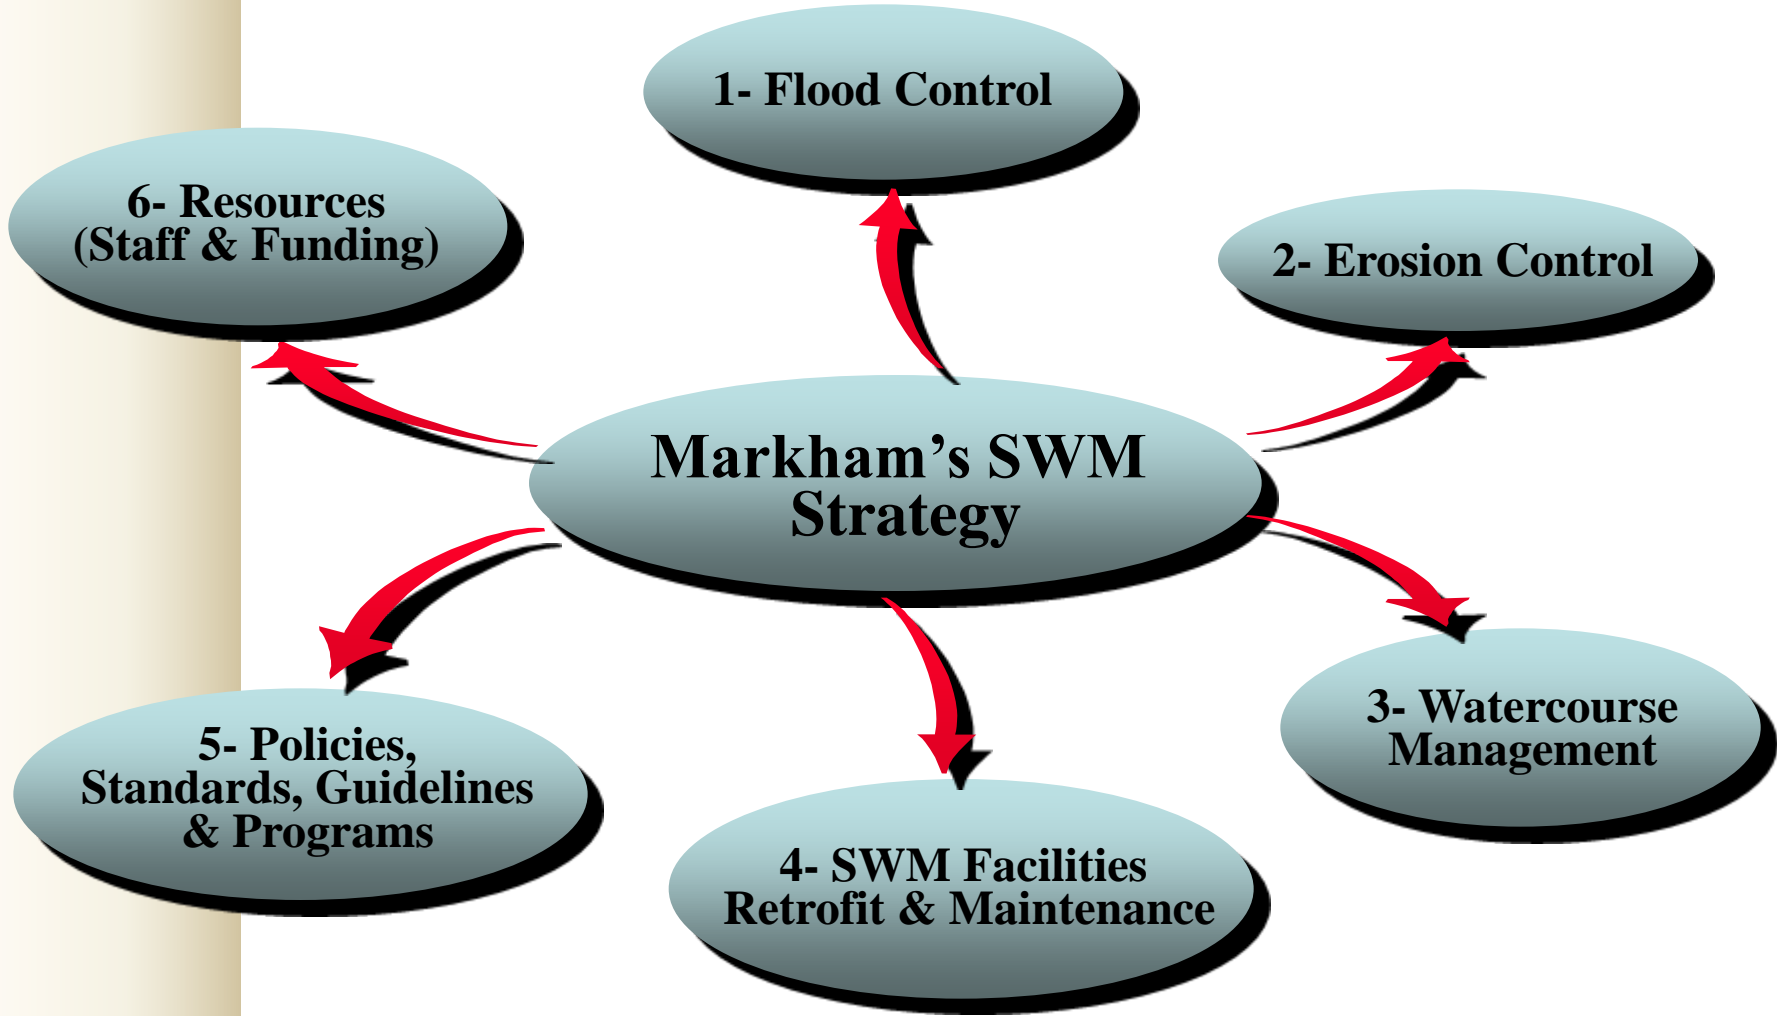 1- Flood Control
6- Resources
(Staff & Funding)
2- Erosion Control
Markham’s SWM
Strategy
3- Watercourse
Management
5- Policies,
Standards, Guidelines
& Programs
4- SWM Facilities
Retrofit & Maintenance